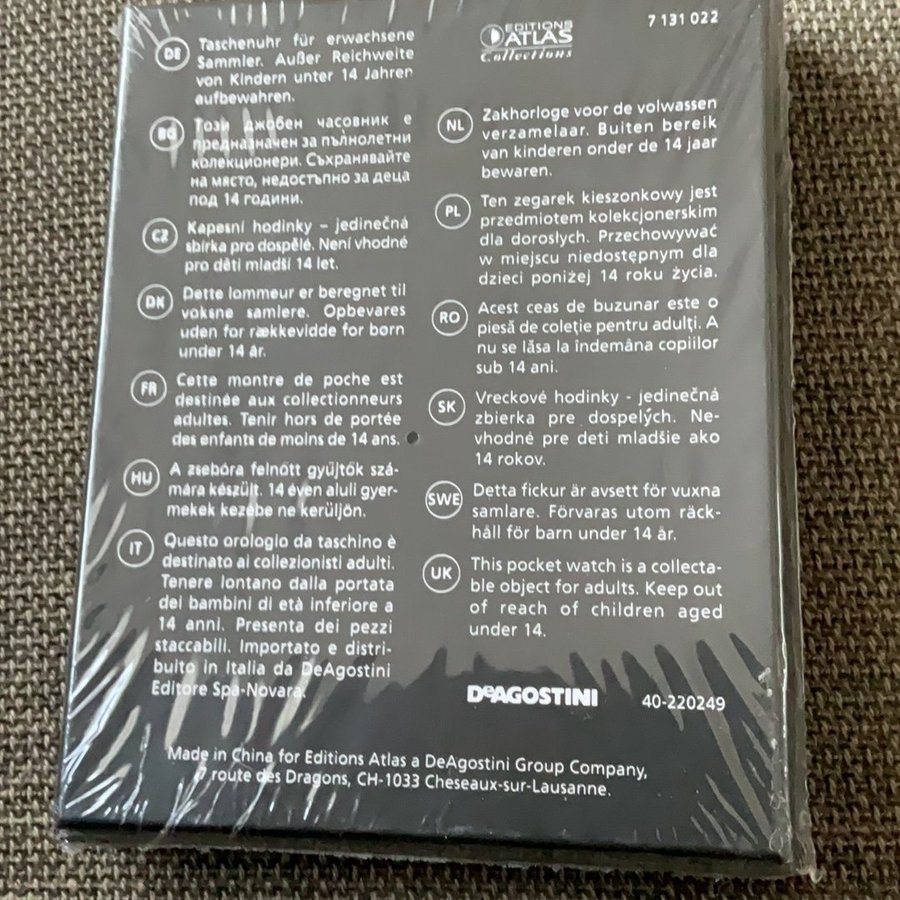 DE
Taschenuhr für erwachsene
Sammler. Außer Reichweite
von Kindern unter 14 Jahren
aufbewahren.
BG
Този джобен часовник е
предназначен за пълнолетни
колекционери. Съхранявайте
на място, недостъпно за деца
под 14 години.
CZ
Kapesní hodinky – jedinečná
sbírka pro dospělé. Není vhodné
pro děti mladší 14 let.
DK
Dette lommeur er beregnet til
voksne samlere. Opbevares
uden for rækkevidde for børn
under 14 år.
FR
Cette montre de poche est
destinée aux collectionneurs
adultes. Tenir hors de portée
des enfants de moins de 14 ans.
HU
A zsebóra felnőtt gyűjtők szá-
mára készült. 14 éven aluli gyer-
mekek kezébe ne kerüljön.
IT
Questo orologio da taschino è
destinato ai collezionisti adulti.
Tenere lontano dalla portata
dei bambini di età inferiore a
14 anni. Presenta dei pezzi
staccabili. Importato e distri-
buito in Italia da DeAgostini
Editore Spa-Novara.
EDITIONS
ATLAS
Collections
7 131 022
NL
Zakhorloge voor de volwassen
verzamelaar. Buiten bereik
van kinderen onder de 14 jaar
bewaren.
PL
Ten zegarek kieszonkowy jest
przedmiotem kolekcjonerskim
dla dorosłych. Przechowywać
w miejscu niedostępnym dla
dzieci poniżej 14 roku życia.
RO
Acest ceas de buzunar este o
piesă de coleție pentru adulți. A
nu se lăsa la îndemâna copiilor
sub 14 ani.
SK
Vreckové hodinky - jedinečná
zbierka pre dospelých. Ne-
vhodné pre deti mladšie ako
14 rokov.
SWE
Detta fickur är avsett för vuxna
samlare. Förvaras utom räck-
håll för barn under 14 år.
UK
This pocket watch is a collecta-
ble object for adults. Keep out
of reach of children aged
under 14.
DeAGOSTINI
40-220249
Made in China for Editions Atlas a DeAgostini Group Company,
7 route des Dragons, CH-1033 Cheseaux-sur-Lausanne.